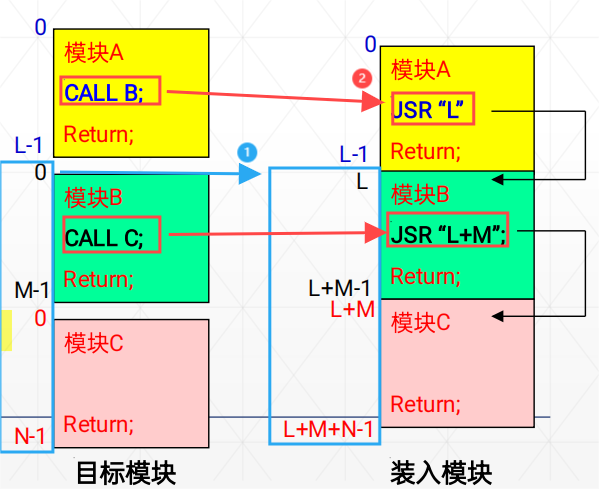 0
模块A
CALL B;
Return;
L-1
0
模块B
CALL C;
Return;
M-1
0
模块C
Return;
N-1
目标模块
1
2
0
模块A
JSR “L”
Return;
L-1
L
模块B
JSR “L+M”;
Return;
L+M-1
L+M
模块C
Return;
L+M+N-1
装入模块